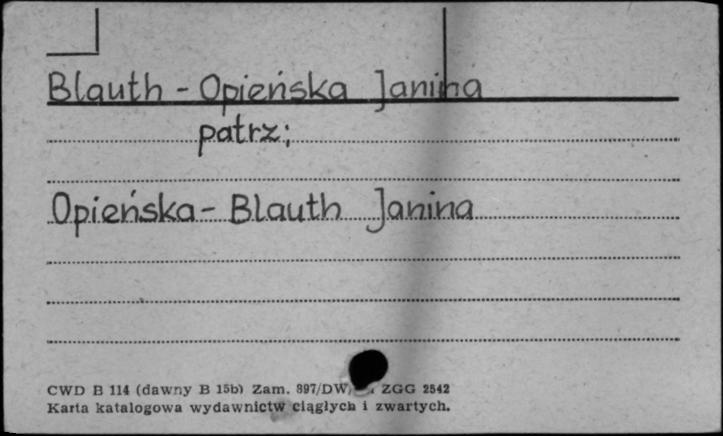 Blauth - Opieńska Janina
patrz;
Opieńska - Blauth Janina
CWD B 114 (dawny B 15b) Zam. 897/DW ZGG 2542
Karta katalogowa wydawnictw ciągłych i zwartych.